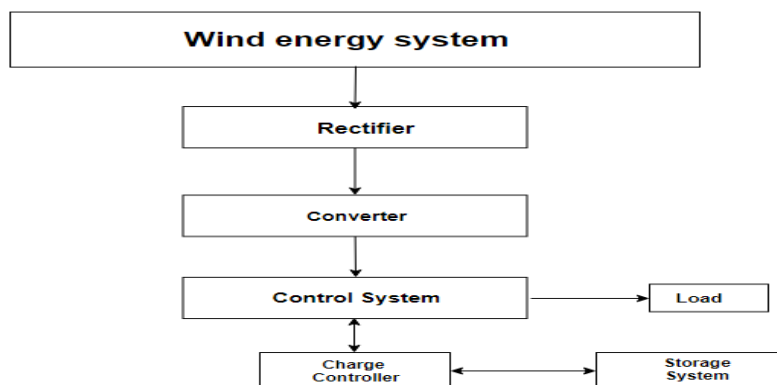 Wind energy system
Rectifier
Converter
Control System
Load
Charge
Controller
Storage
System